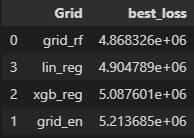 Grid best_loss
0 grid_rf 4.868326e+06
3 lin_reg 4.904789e+06
2 xgb_reg 5.087601e+06
1 grid_en 5.213685e+06